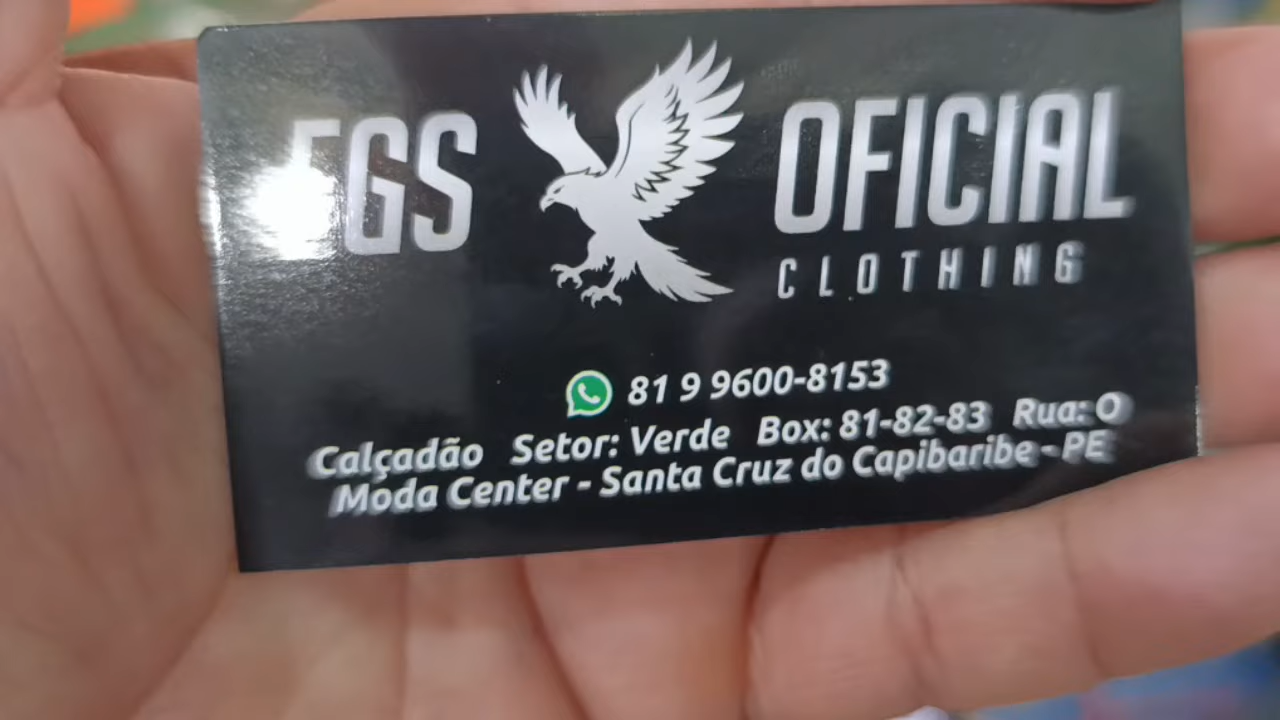 GS OFICIAL
CLOTHING
81 9 9600-8153
Calçadão Setor: Verde Box: 81-82-83 Rua: O
Moda Center - Santa Cruz do Capibaribe - PE